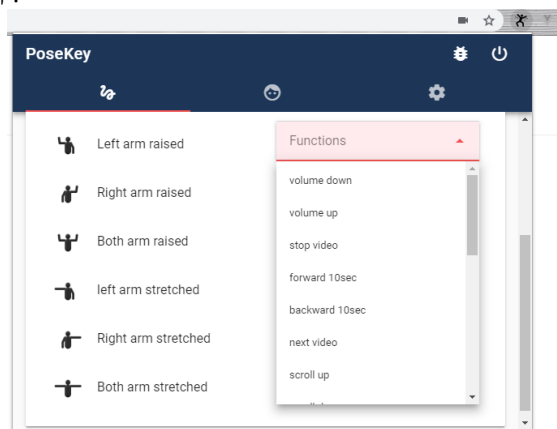 PoseKey
Left arm raised
Functions
volume down
Right arm raised
volume up
Both arm raised
stop video
left arm stretched
forward 10sec
backward 10sec
Right arm stretched
next video
scroll up
Both arm stretched